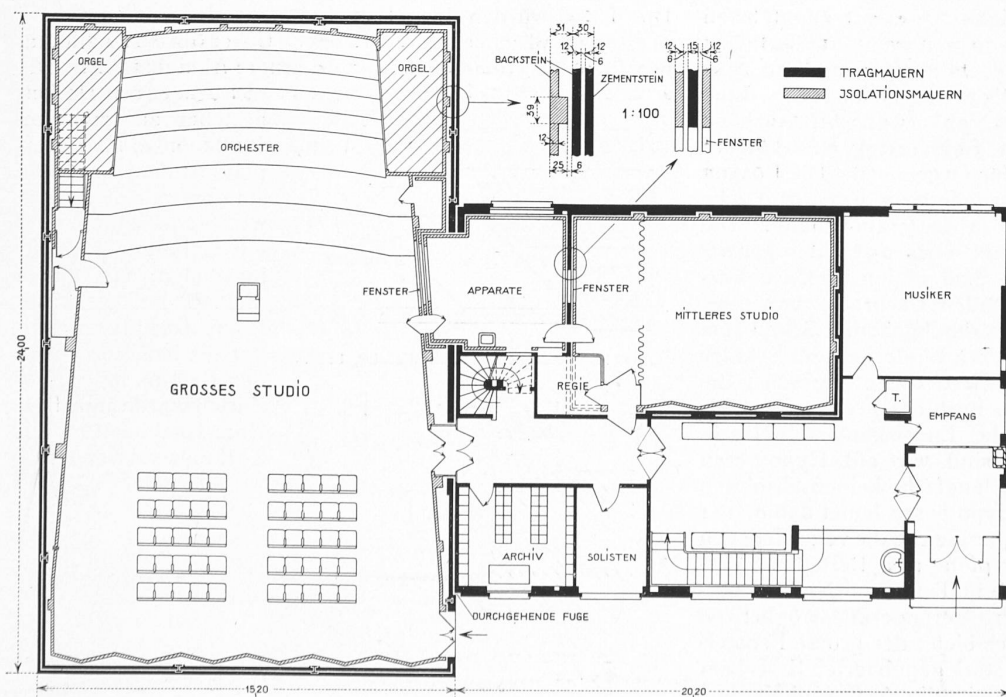 31 30
12 12
6
BACKSTEIN
ZEMENTSTEIN
39
1:100
12
25 6
12 15 12
6 6
FENSTER
TRAGMAUERN
JSOLATIONSMAUERN
ORGEL
ORGEL
ORCHESTER
24,00
FENSTER
APPARATE
FENSTER
MITTLERES STUDIO
MUSIKER
GROSSES STUDIO
REGIE
T.
EMPFANG
ARCHIV
SOLISTEN
DURCHGEHENDE FUGE
15,20
20,20